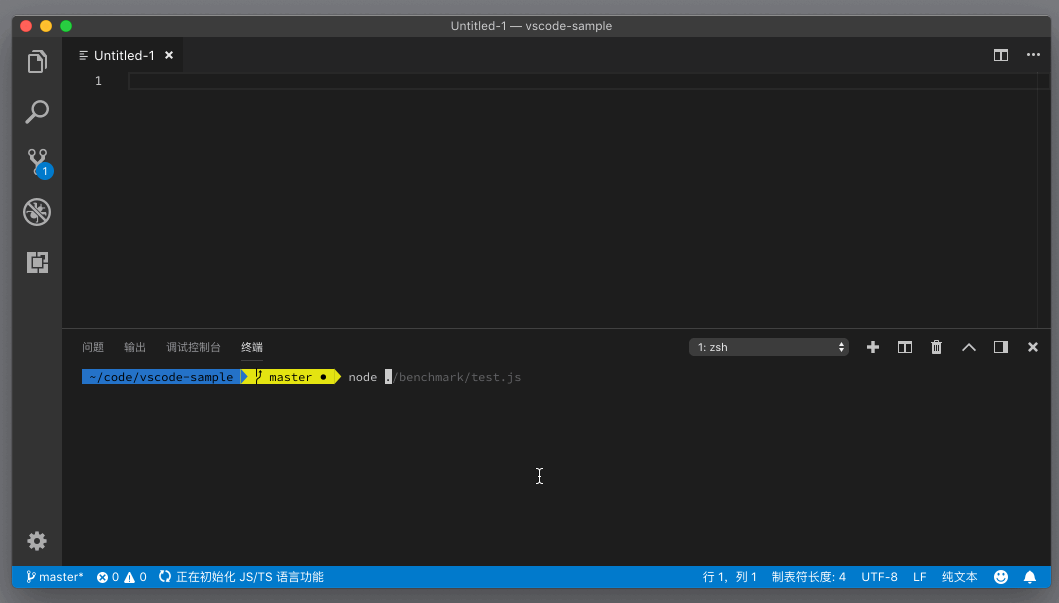 Untitled-1 — vscode-sample
Untitled-1
1
1
问题 输出 调试控制台 终端 1: zsh
~/code/vscode-sample master ● node ./benchmark/test.js
master* 0 0 正在初始化 JS/TS 语言功能 行 1，列 1 制表符长度: 4 UTF-8 LF 纯文本